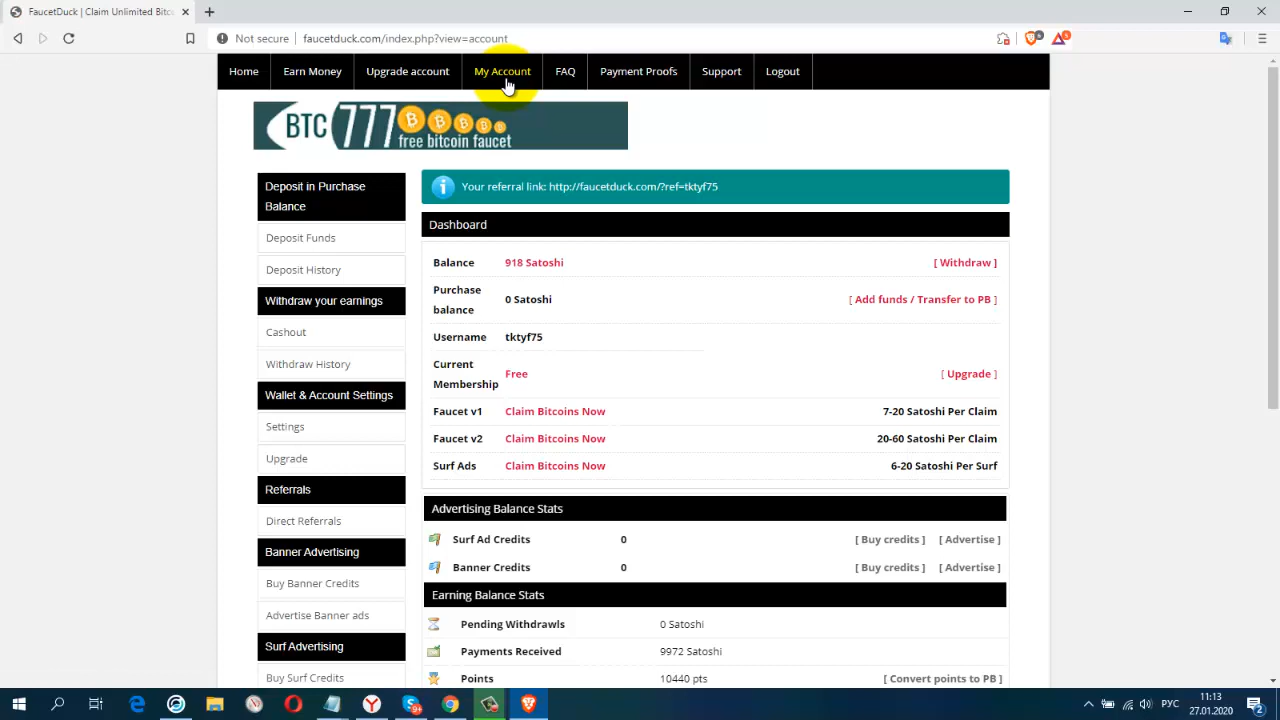 FaucetDuck | Claim Unlimited Bitc
Not secure faucetduck.com/index.php?view=account
Home Earn Money Upgrade account My Account FAQ Payment Proofs Support Logout
BTC 777 free bitcoin faucet
Deposit in Purchase Balance
Deposit Funds
Deposit History
Withdraw your earnings
Cashout
Withdraw History
Wallet & Account Settings
Settings
Upgrade
Referrals
Direct Referrals
Banner Advertising
Buy Banner Credits
Advertise Banner ads
Surf Advertising
Buy Surf Credits
Your referral link: http://faucetduck.com/?ref=tktyf75
Dashboard
Balance 918 Satoshi [ Withdraw ]
Purchase balance 0 Satoshi [ Add funds / Transfer to PB ]
Username tktyf75
Current Membership Free [ Upgrade ]
Faucet v1 Claim Bitcoins Now 7-20 Satoshi Per Claim
Faucet v2 Claim Bitcoins Now 20-60 Satoshi Per Claim
Surf Ads Claim Bitcoins Now 6-20 Satoshi Per Surf
Advertising Balance Stats
Surf Ad Credits 0 [ Buy credits ] [ Advertise ]
Banner Credits 0 [ Buy credits ] [ Advertise ]
Earning Balance Stats
Pending Withdrawls 0 Satoshi
Payments Received 9972 Satoshi
Points 10440 pts [ Convert points to PB ]
РУС 11:13
27.01.2020